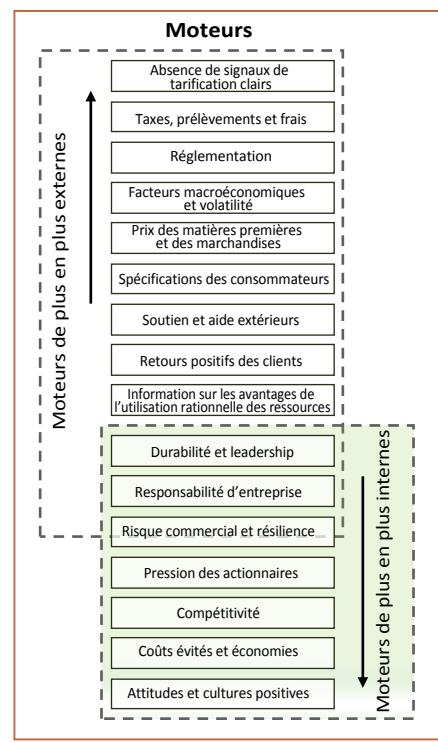 Moteurs
Absence de signaux de
tarification clairs
Taxes, prélèvements et frais
Réglementation
Facteurs macroéconomiques
et volatilité
Prix des matières premières
et des marchandises
Spécifications des consommateurs
Soutien et aide extérieurs
Retours positifs des clients
Information sur les avantages de
l'utilisation rationnelle des ressources
Durabilité et leadership
Responsabilité d'entreprise
Risque commercial et résilience
Pression des actionnaires
Compétitivité
Coûts évités et économies
Attitudes et cultures positives
Moteurs de plus en plus externes
Moteurs de plus en plus internes